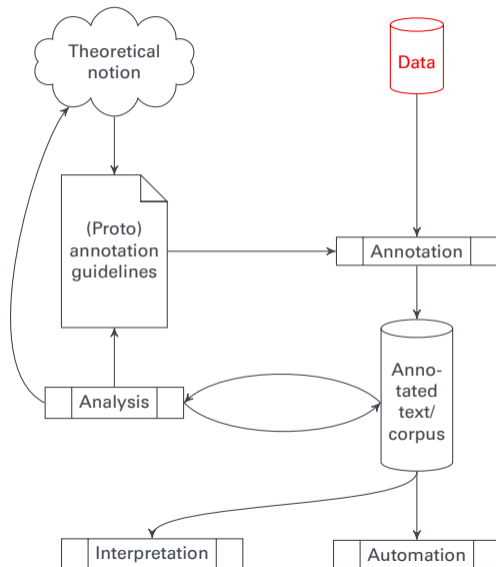 Theoretical
notion
Data
(Proto)
annotation
guidelines
Annotation
Anno-
tated
text/
corpus
Analysis
Interpretation
Automation